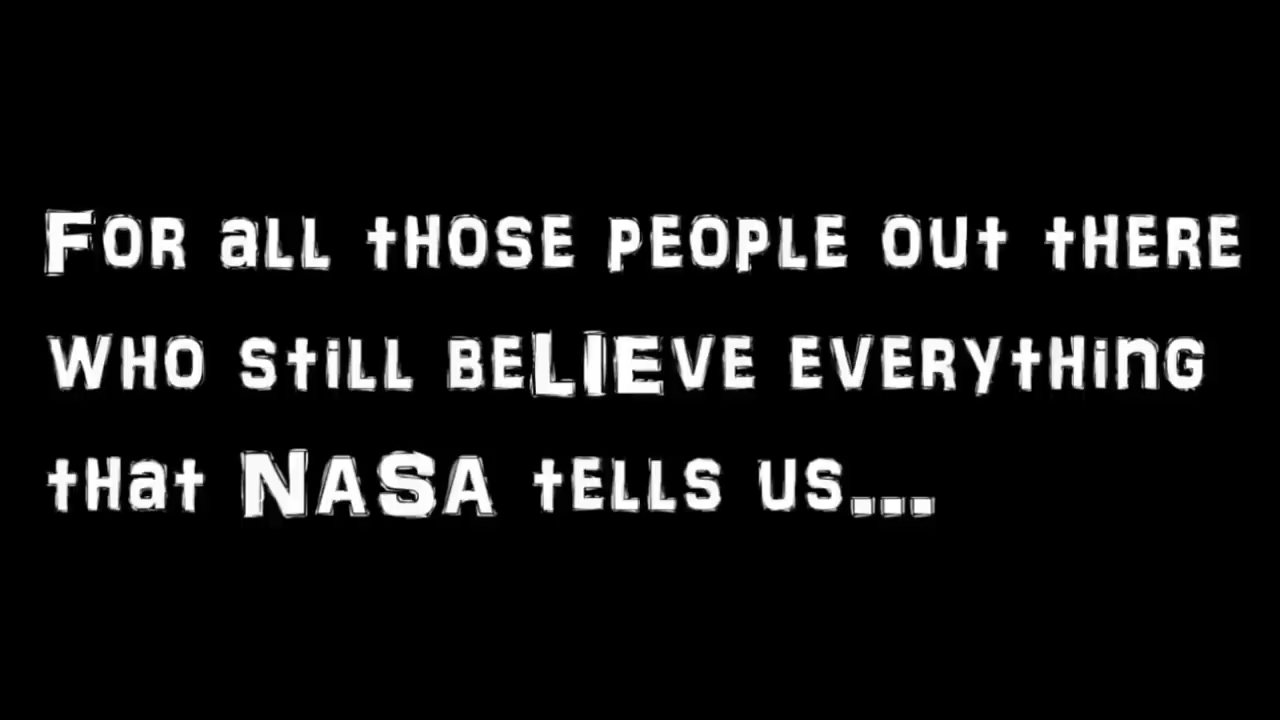 For all those people out there
who still beLIEve everything
that NASA tells us...